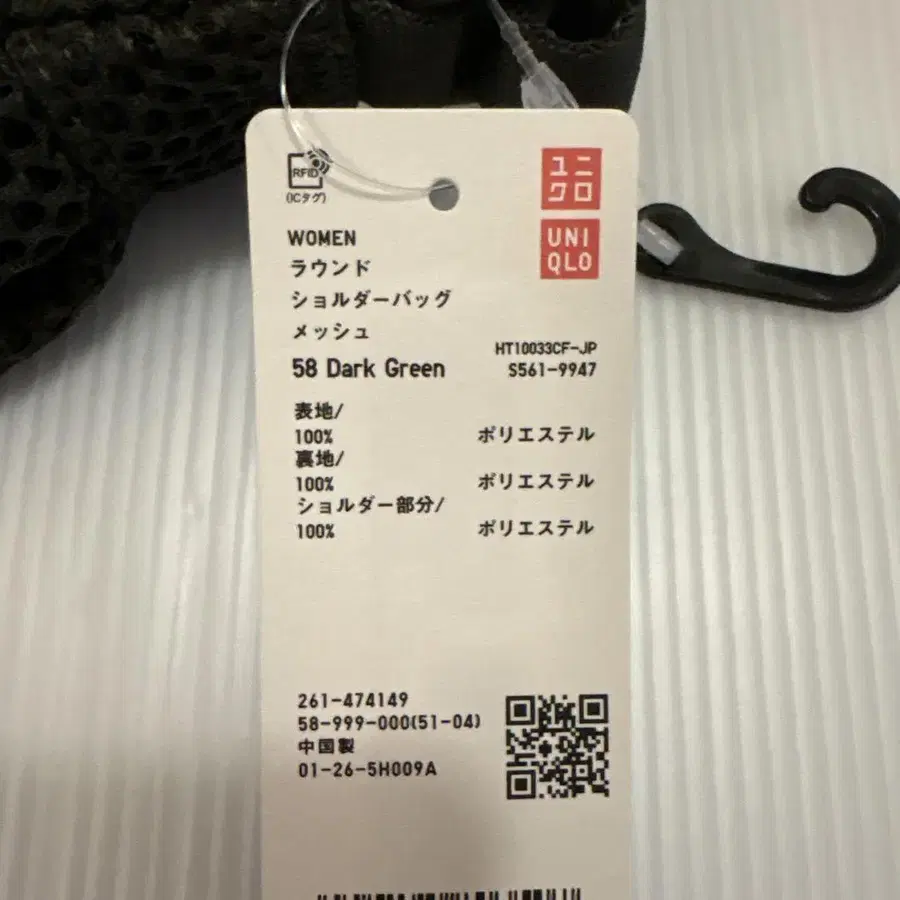 RFID
(ICタグ)
ユニ
クロ
UNI
QLO
WOMEN
ラウンド
ショルダーバッグ
メッシュ
58 Dark Green
HT10033CF-JP
S561-9947
表地/
100% ポリエステル
裏地/
100% ポリエステル
ショルダー部分/
100% ポリエステル
261-474149
58-999-000(51-04)
中国製
01-26-5H009A